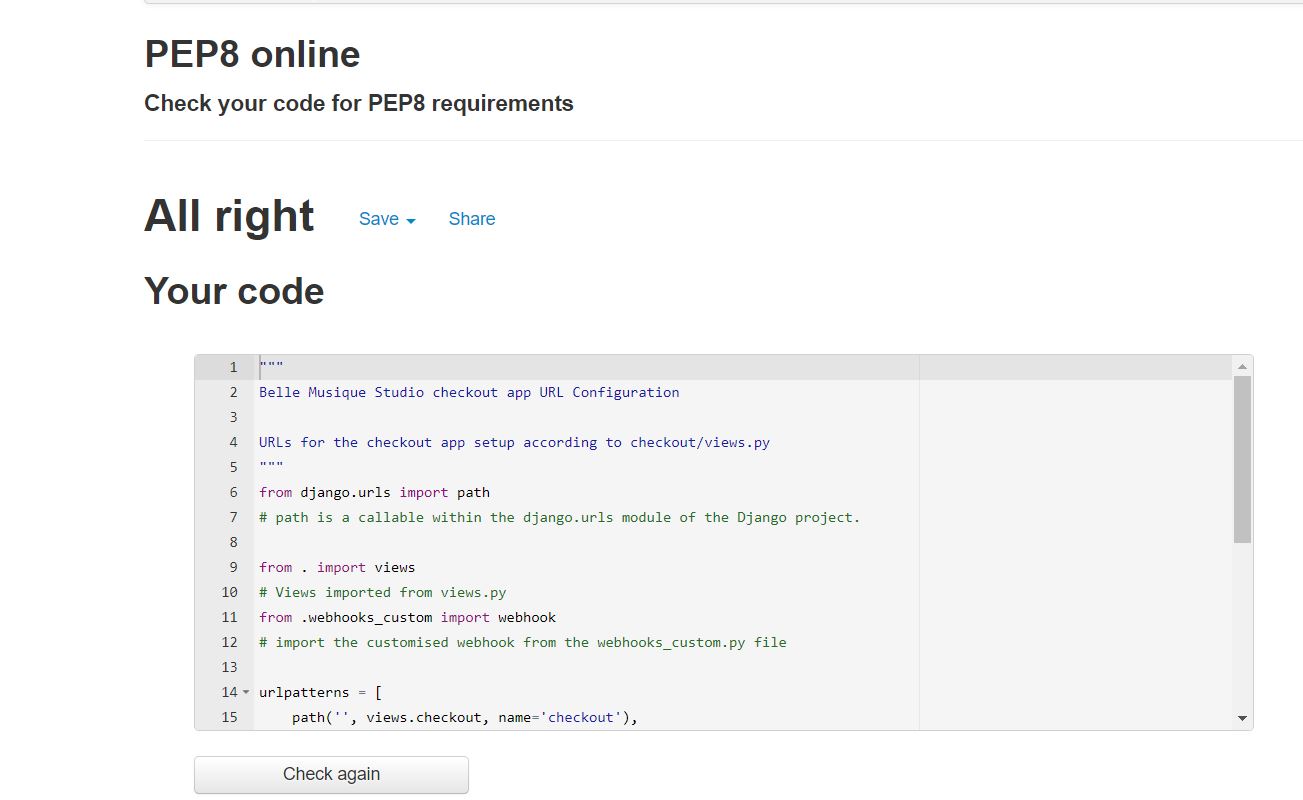 PEP8 online
Check your code for PEP8 requirements
All right Save Share
Your code
1 """
2 Belle Musique Studio checkout app URL Configuration
3
4 URLs for the checkout app setup according to checkout/views.py
5 """
6 from django.urls import path
7 # path is a callable within the django.urls module of the Django project.
8
9 from . import views
10 # Views imported from views.py
11 from .webhooks_custom import webhook
12 # import the customised webhook from the webhooks_custom.py file
13
14 urlpatterns = [
15     path('', views.checkout, name='checkout'),
Check again